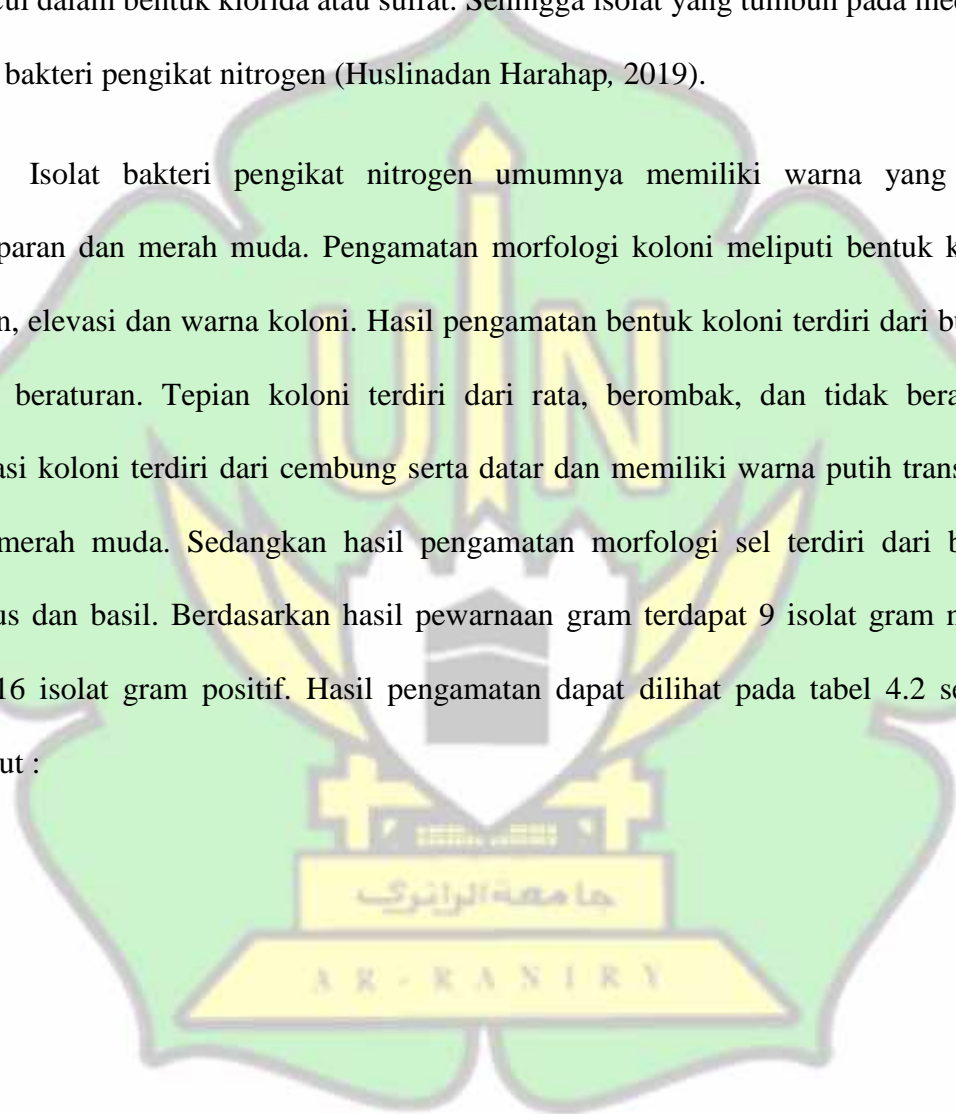 dalam bentuk klorida atau sulfat. Sehingga isolat yang tumbuh pada
bakteri pengikat nitrogen (Huslinadan Harahap, 2019).
Isolat bakteri pengikat nitrogen umumnya memiliki warna yang
paran dan merah muda. Pengamatan morfologi koloni meliputi bentuk k
n, elevasi dan warna koloni. Hasil pengamatan bentuk koloni terdiri dari bu
beraturan. Tepian koloni terdiri dari rata, berombak, dan tidak bera
asi koloni terdiri dari cembung serta datar dan memiliki warna putih trans
merah muda. Sedangkan hasil pengamatan morfologi sel terdiri dari b
us dan basil. Berdasarkan hasil pewarnaan gram terdapat 9 isolat gram n
16 isolat gram positif. Hasil pengamatan dapat dilihat pada tabel 4.2 se
ut :
UIN
جامعة الرانري
AR-RANIRY